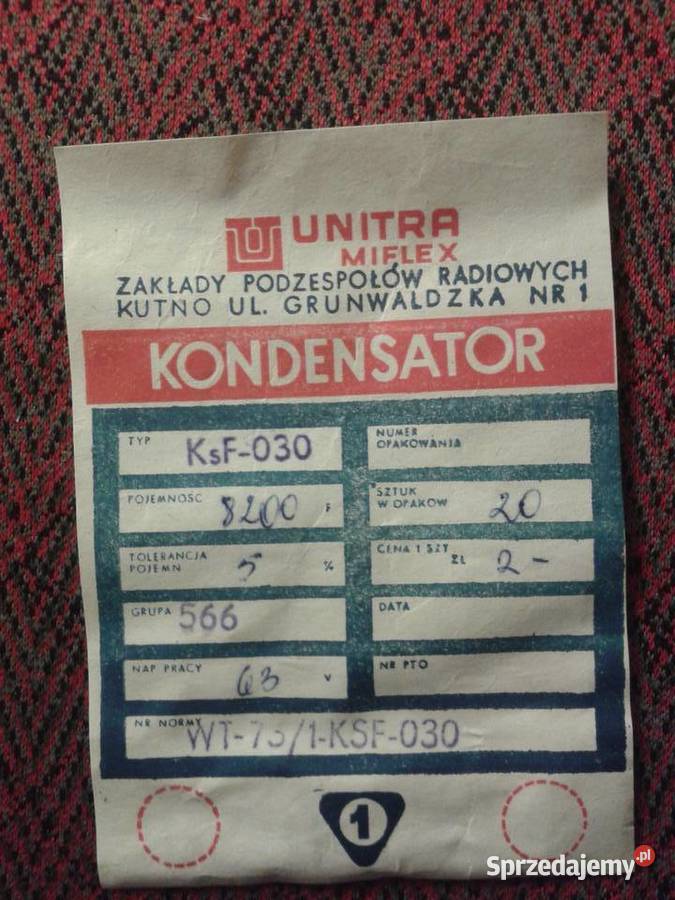 UNITRA
MIFLEX
ZAKŁADY PODZESPOŁÓW RADIOWYCH
KUTNO UL. GRUNWALDZKA NR 1
KONDENSATOR
TYP KsF-030
NUMER
OPAKOWANIA
POJEMNOŚĆ 8200 F
SZTUK
W OPAKOW 20
TOLERANCJA
POJEMN 5 %
CENA 1 SZT ZŁ 2-
GRUPA 566
DATA
NAP PRACY 63 V
NR PTO
NR NORMY WT-73/1-KSF-030
1
Sprzedajemy.pl